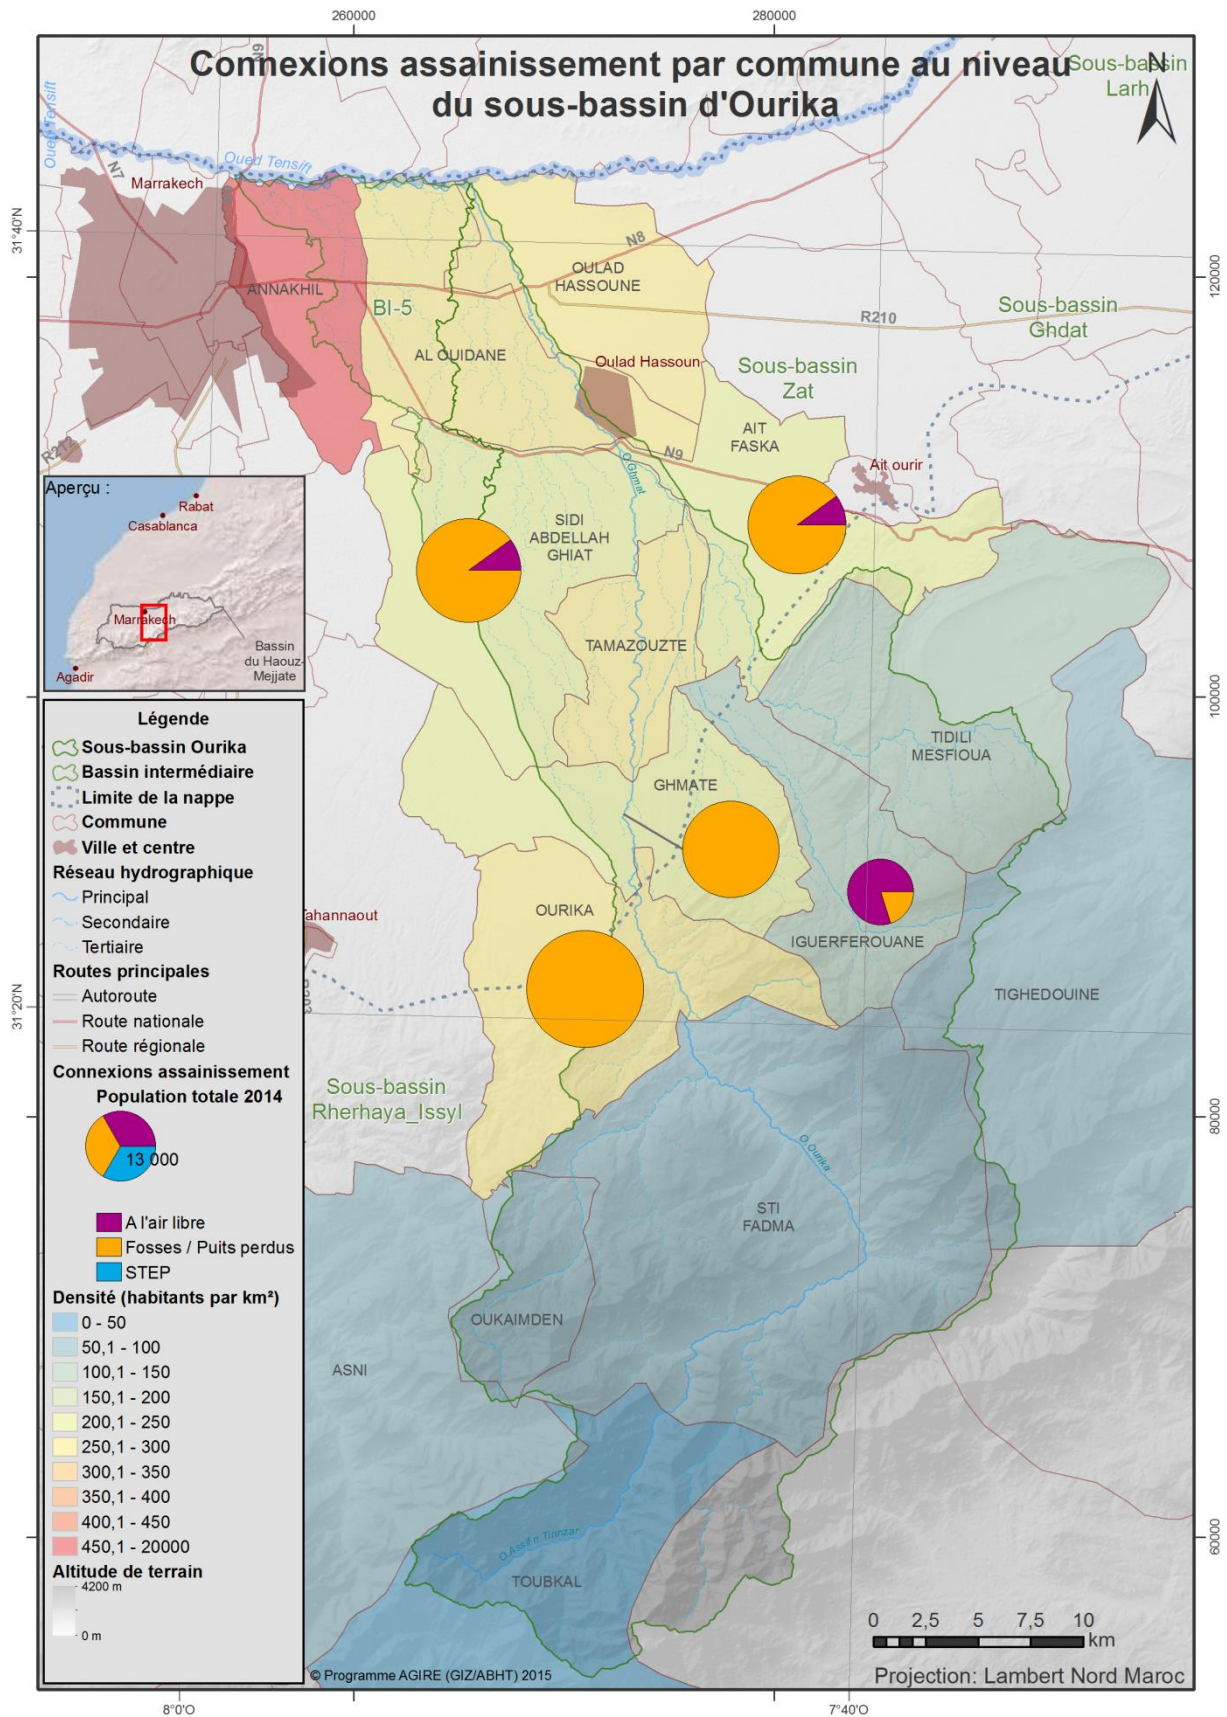 260000
280000
Connexions assainissement par commune au niveau
du sous-bassin d'Ourika
N
Sous-bassin
Larh
N9
Oued Tensift
Oued Tensift
N7
Marrakech
31°40'N
N8
OULAD
HASSOUNE
ANNAKHIL
BI-5
120000
Sous-bassin
Ghdat
R210
AL OUIDANE
Oulad Hassoun
Sous-bassin
Zat
AIT
FASKA
R212
N9
O Ghmat
Ait ourir
Aperçu :
Rabat
Casablanca
Marrakech
Agadir
Bassin
du Haouz-
Mejjate
SIDI
ABDELLAH
GHIAT
TAMAZOUZTE
100000
TIDILI
MESFIOUA
GHMATE
OURIKA
IGUERFEROUANE
TIGHEDOUINE
31°20'N
Sous-bassin
Rherhaya_Issyl
80000
O Ourika
STI
FADMA
OUKAIMDEN
ASNI
TOUBKAL
60000
Légende
Sous-bassin Ourika
Bassin intermédiaire
Limite de la nappe
Commune
Ville et centre
Réseau hydrographique
Principal
Secondaire
Tertiaire
Routes principales
Autoroute
Route nationale
Route régionale
Connexions assainissement
Population totale 2014
13 000
A l'air libre
Fosses / Puits perdus
STEP
Densité (habitants par km²)
0 - 50
50,1 - 100
100,1 - 150
150,1 - 200
200,1 - 250
250,1 - 300
300,1 - 350
350,1 - 400
400,1 - 450
450,1 - 20000
Altitude de terrain
4200 m
0 m
© Programme AGIRE (GIZ/ABHT) 2015
0 2,5 5 7,5 10
km
Projection: Lambert Nord Maroc
8°0'O
7°40'O